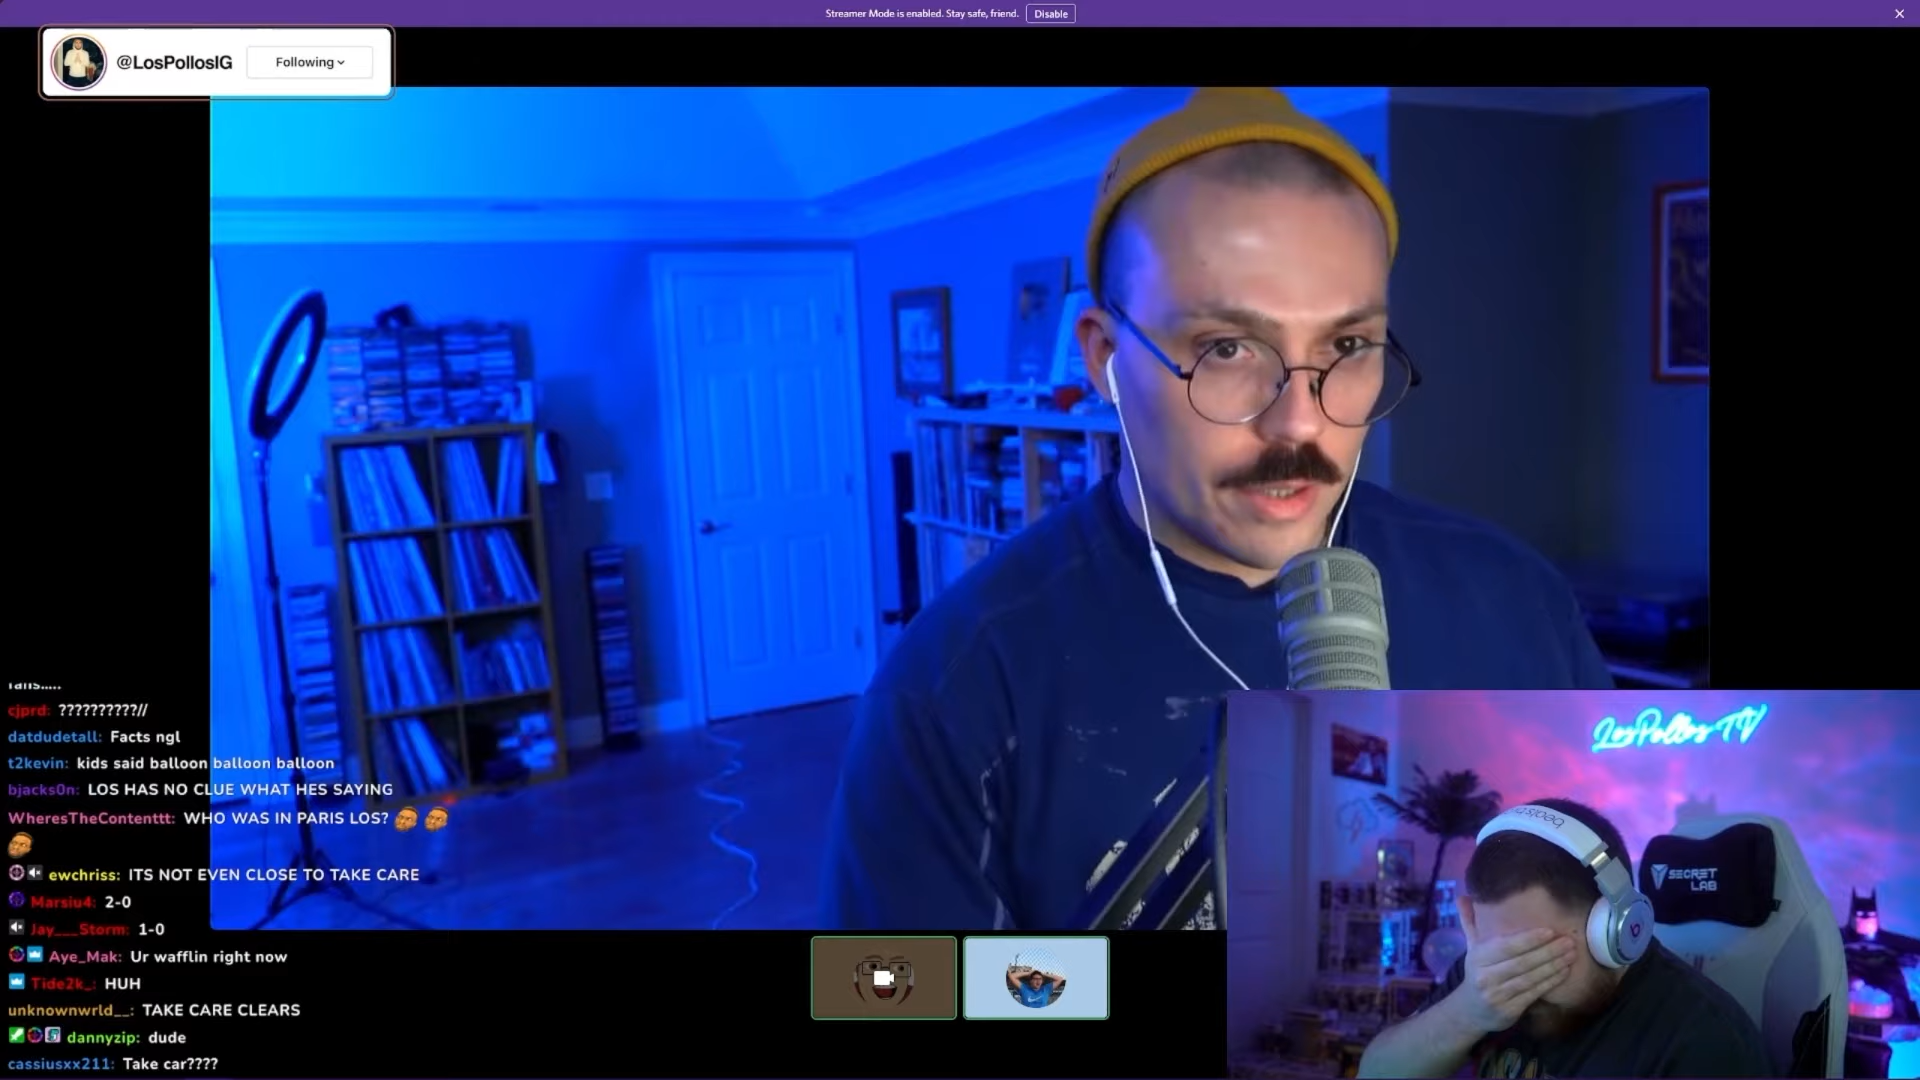 Streamer Mode is enabled. Stay safe, friend. Disable
@LosPollosIG Following
LosPollos TV
beats
SECRET
LAB
cjprd: ??????????//
datdudetall: Facts ngl
t2kevin: kids said balloon balloon balloon
bjacks0n: LOS HAS NO CLUE WHAT HES SAYING
WheresTheContenttt: WHO WAS IN PARIS LOS?
ewchriss: ITS NOT EVEN CLOSE TO TAKE CARE
Marsiu4: 2-0
Jay___Storm: 1-0
Aye_Mak: Ur wafflin right now
Tide2k_: HUH
unknownwrld__: TAKE CARE CLEARS
dannyzip: dude
cassiusxx211: Take car????